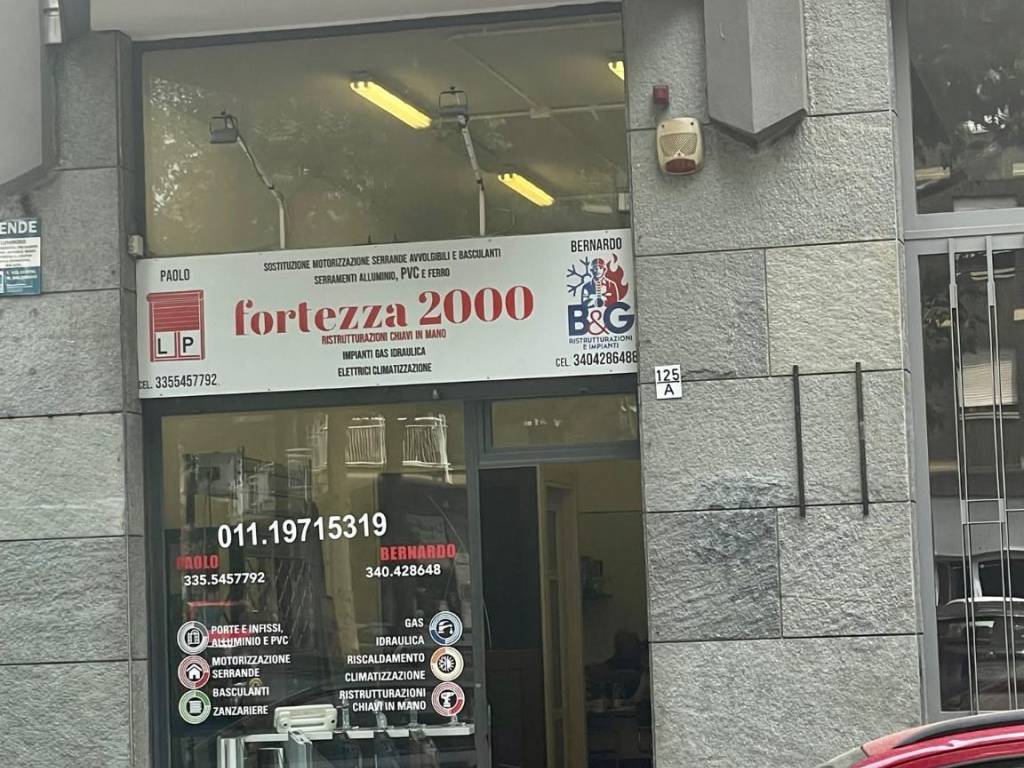 ENDE
PAOLO
L P
CEL. 3355457792
SOSTITUZIONE MOTORIZZAZIONE SERRANDE AVVOLGIBILI E BASCULANTI
SERRAMENTI ALLUMINIO, PVC E FERRO
fortezza 2000
RISTRUTTURAZIONI CHIAVI IN MANO
IMPIANTI GAS IDRAULICA
ELETTRICI CLIMATIZZAZIONE
BERNARDO
B&G
RISTRUTTURAZIONI
E IMPIANTI
CEL. 3404286488
125
A
011.19715319
PAOLO
335.5457792
BERNARDO
340.428648
PORTE E INFISSI,
ALLUMINIO E PVC
MOTORIZZAZIONE
SERRANDE
BASCULANTI
ZANZARIERE
GAS
IDRAULICA
RISCALDAMENTO
CLIMATIZZAZIONE
RISTRUTTURAZIONI
CHIAVI IN MANO